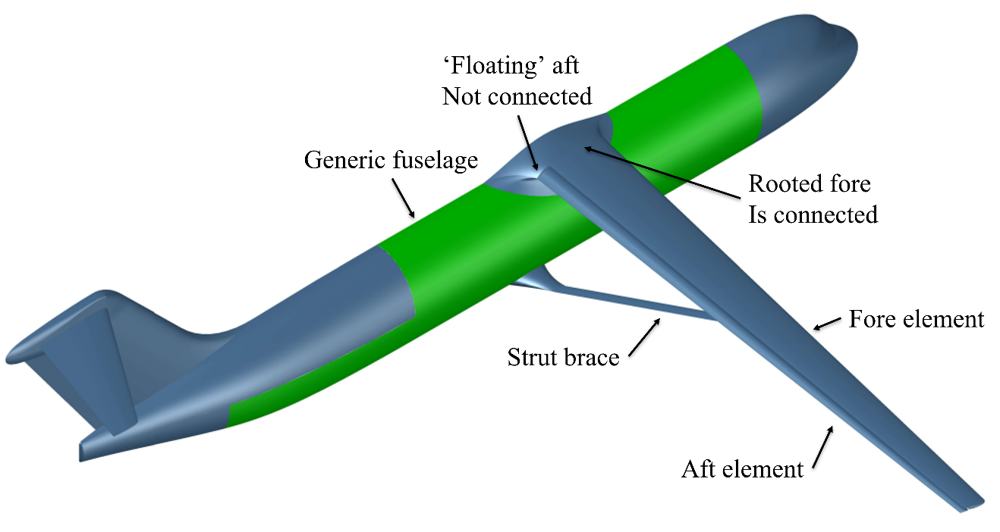 ‘Floating’ aft
Not connected
Generic fuselage
Rooted fore
Is connected
Fore element
Strut brace
Aft element